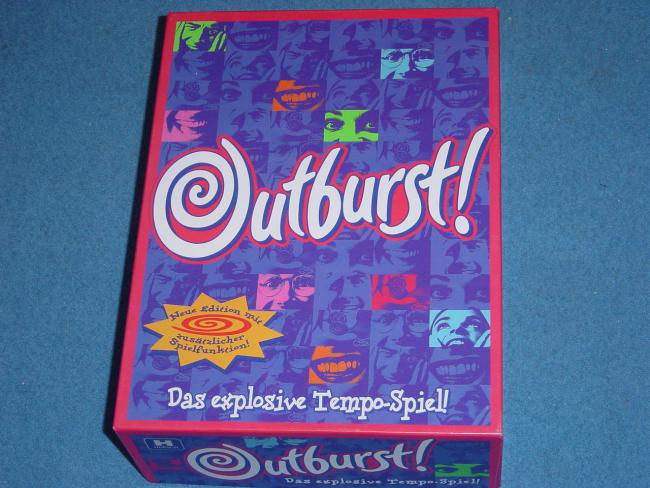 Outburst!
Neue Edition mit
zusätzlicher
Spielfunktion!
Das explosive Tempo-Spiel!
H
Outburst!
Das explosive Tempo-Spiel!